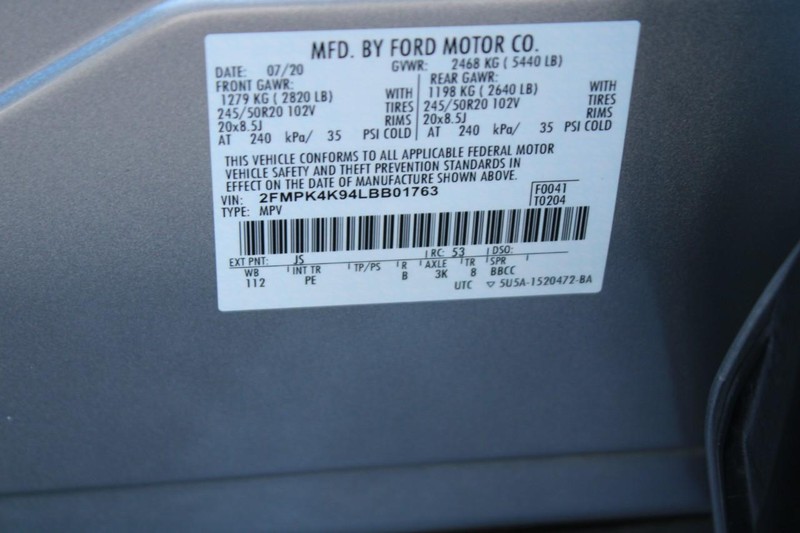 MFD. BY FORD MOTOR CO.
DATE: 07/20 GVWR: 2468 KG ( 5440 LB)
FRONT GAWR: REAR GAWR:
1279 KG ( 2820 LB) WITH 1198 KG ( 2640 LB) WITH
245/50R20 102V TIRES 245/50R20 102V TIRES
20x8.5J RIMS 20x8.5J RIMS
AT 240 kPa/ 35 PSI COLD AT 240 kPa/ 35 PSI COLD
THIS VEHICLE CONFORMS TO ALL APPLICABLE FEDERAL MOTOR
VEHICLE SAFETY AND THEFT PREVENTION STANDARDS IN
EFFECT ON THE DATE OF MANUFACTURE SHOWN ABOVE.
VIN: 2FMPK4K94LBB01763 F0041
TYPE: MPV T0204
EXT PNT: JS RC: 53 DSO:
WB INT TR TP/PS R AXLE TR SPR
112 PE B 3K B BBCC
UTC ▽ 5U5A-1520472-BA